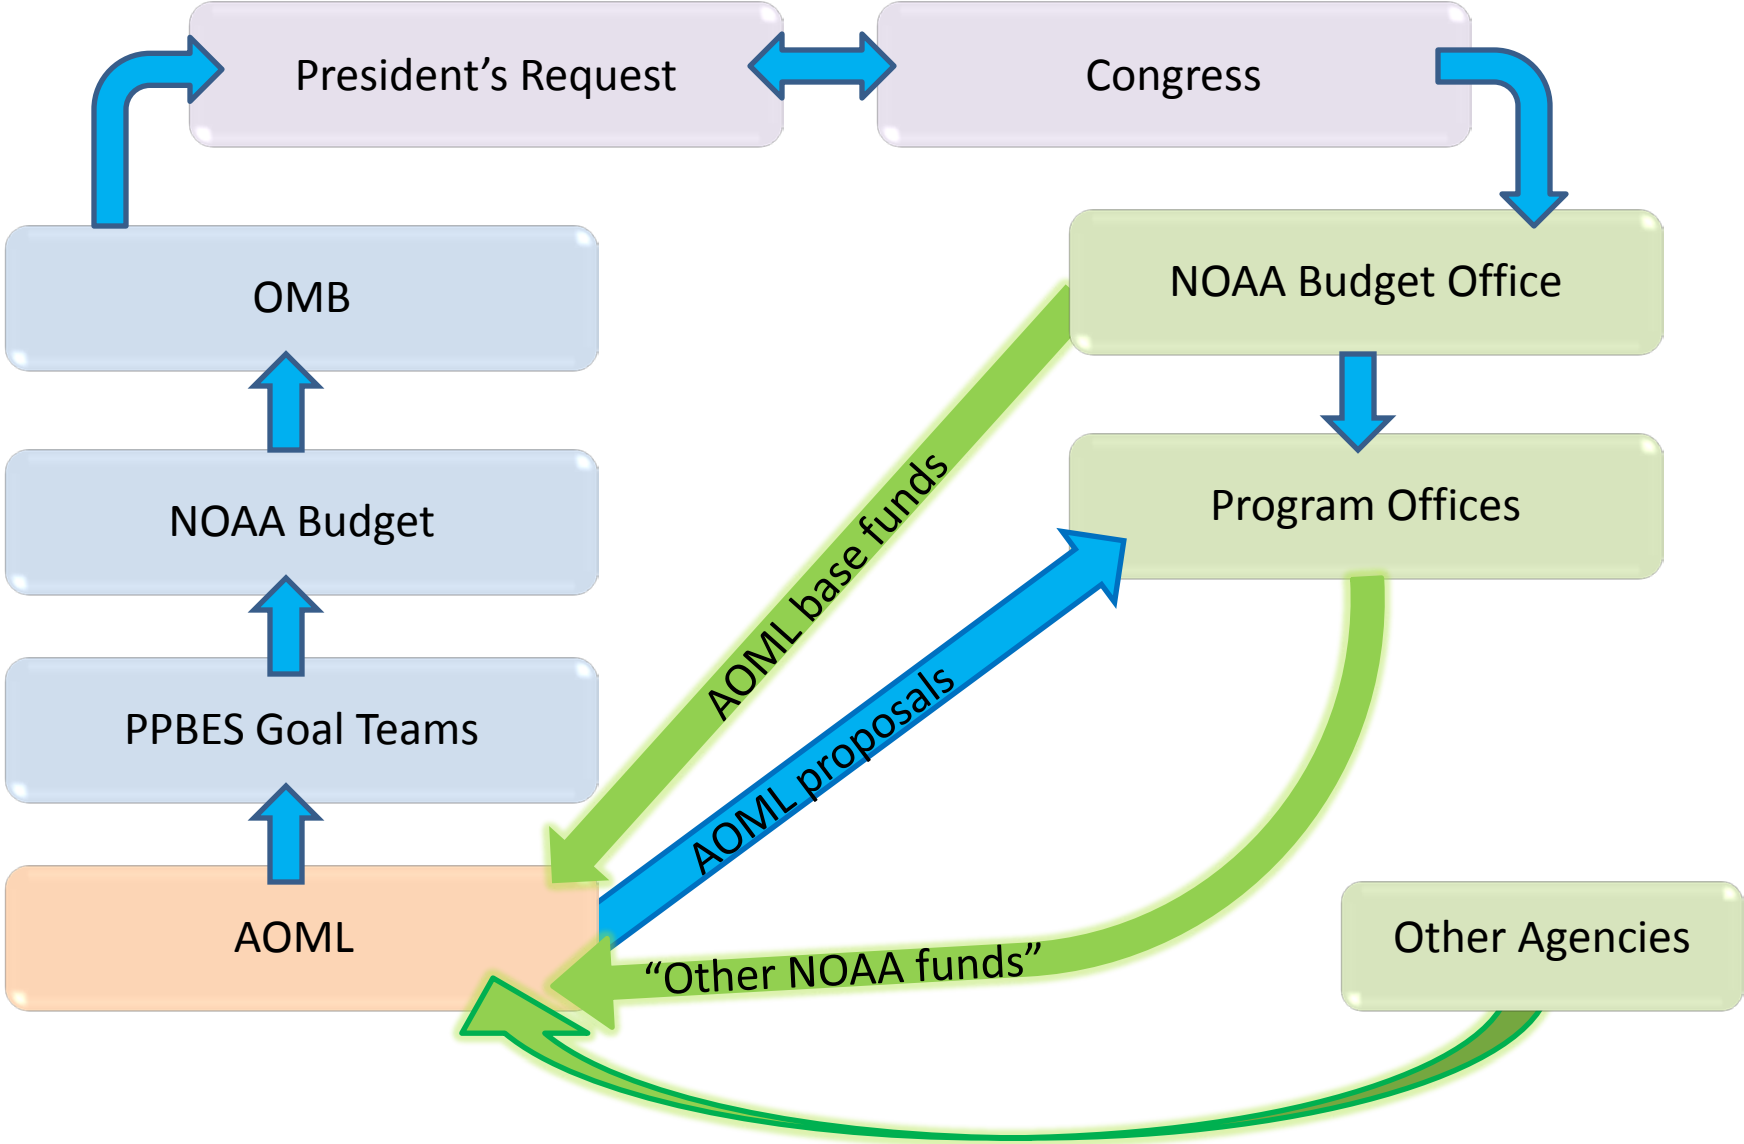 President’s Request
Congress
OMB
NOAA Budget Office
NOAA Budget
Program Offices
AOML base funds
PPBES Goal Teams
AOML proposals
AOML
“Other NOAA funds”
Other Agencies